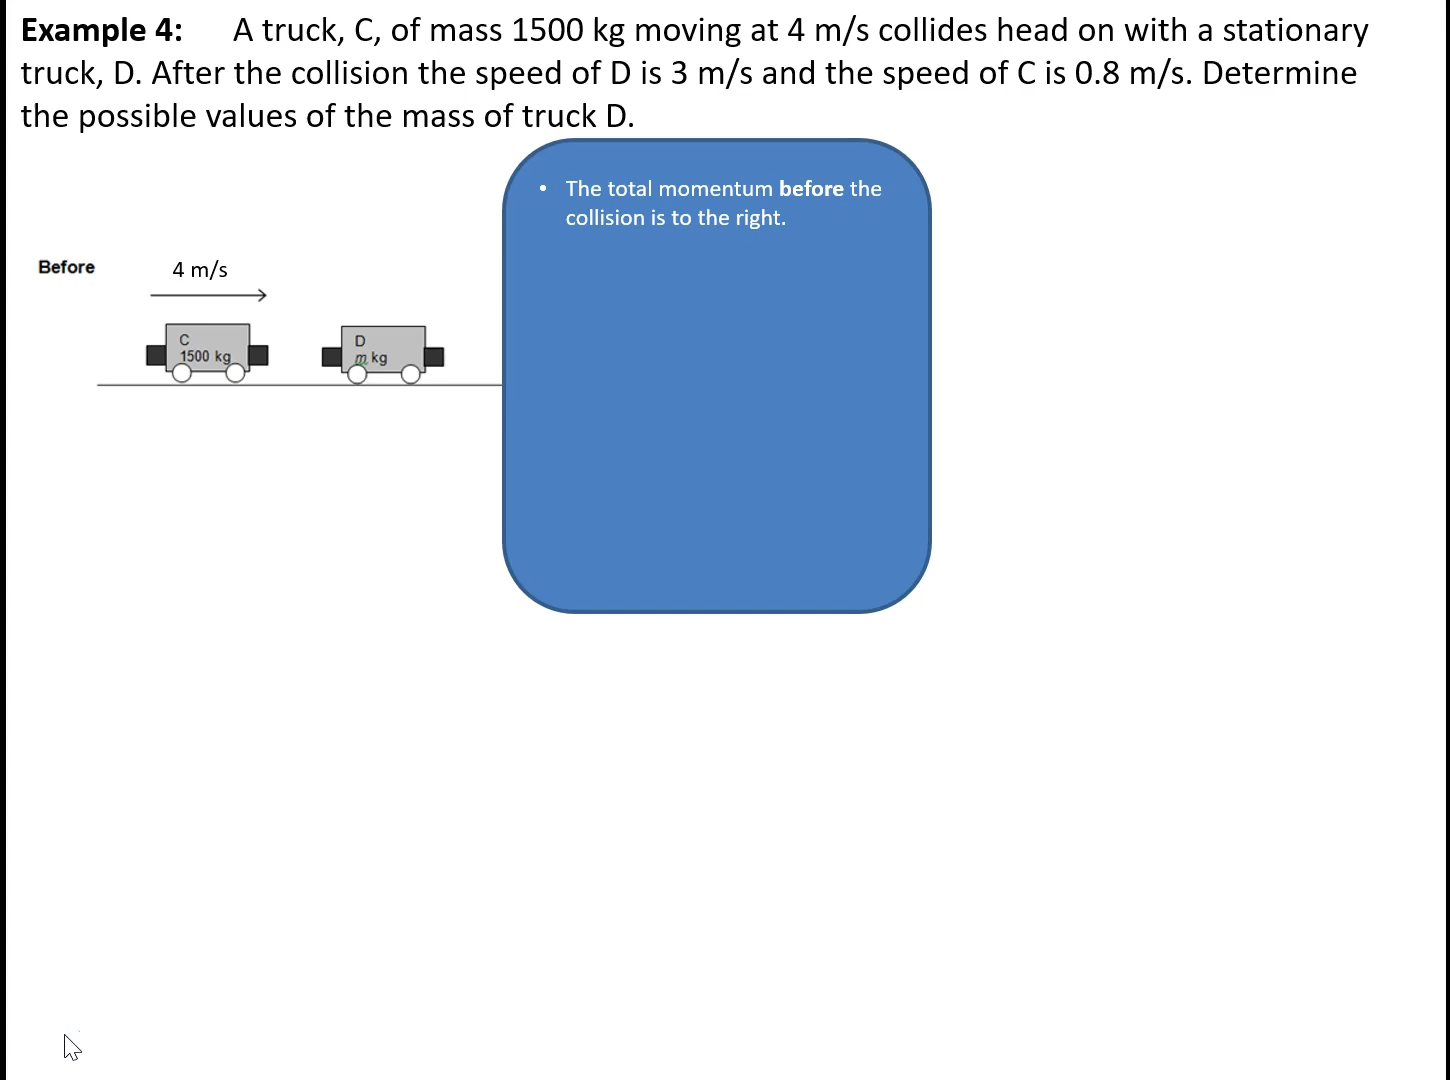 Example 4: A truck, C, of mass 1500 kg moving at 4 m/s collides head on with a stationary
truck, D. After the collision the speed of D is 3 m/s and the speed of C is 0.8 m/s. Determine
the possible values of the mass of truck D.
• The total momentum before the
collision is to the right.
Before
4 m/s
C
1500 kg
D
m kg